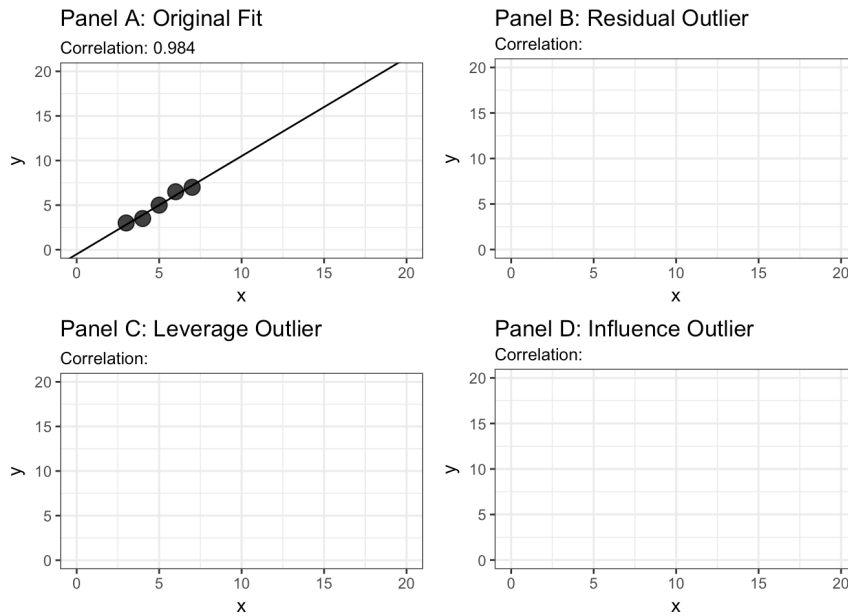 Panel A: Original Fit
Correlation: 0.984
20
15
10
5
0
y
0 5 10 15 20
x
Panel B: Residual Outlier
Correlation:
20
15
10
5
0
y
0 5 10 15 20
x
Panel C: Leverage Outlier
Correlation:
20
15
10
5
0
y
0 5 10 15 20
x
Panel D: Influence Outlier
Correlation:
20
15
10
5
0
y
0 5 10 15 20
x